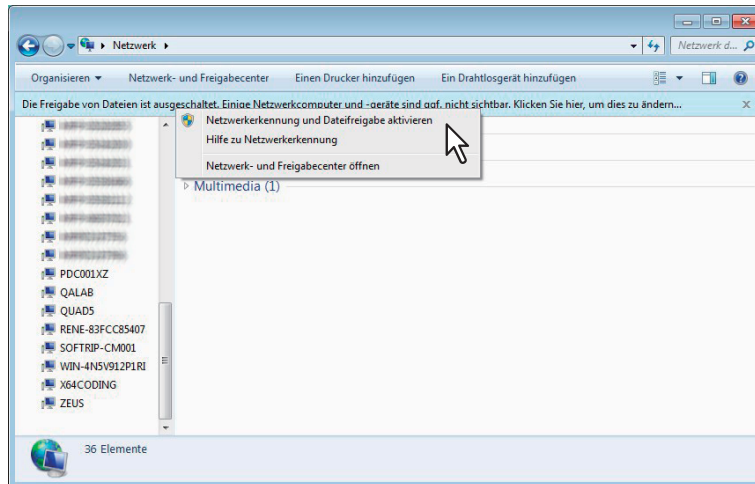 Netzwerk
Netzwerk d...
Organisieren Netzwerk- und Freigabecenter Einen Drucker hinzufügen Ein Drahtlosgerät hinzufügen
Die Freigabe von Dateien ist ausgeschaltet. Einige Netzwerkcomputer und -geräte sind ggf. nicht sichtbar. Klicken Sie hier, um dies zu ändern...
Netzwerkerkennung und Dateifreigabe aktivieren
Hilfe zu Netzwerkerkennung
Netzwerk- und Freigabecenter öffnen
Multimedia (1)
PDC001XZ
QALAB
QUAD5
RENE-83FCC85407
SOFTRIP-CM001
WIN-4N5V912P1RI
X64CODING
ZEUS
36 Elemente